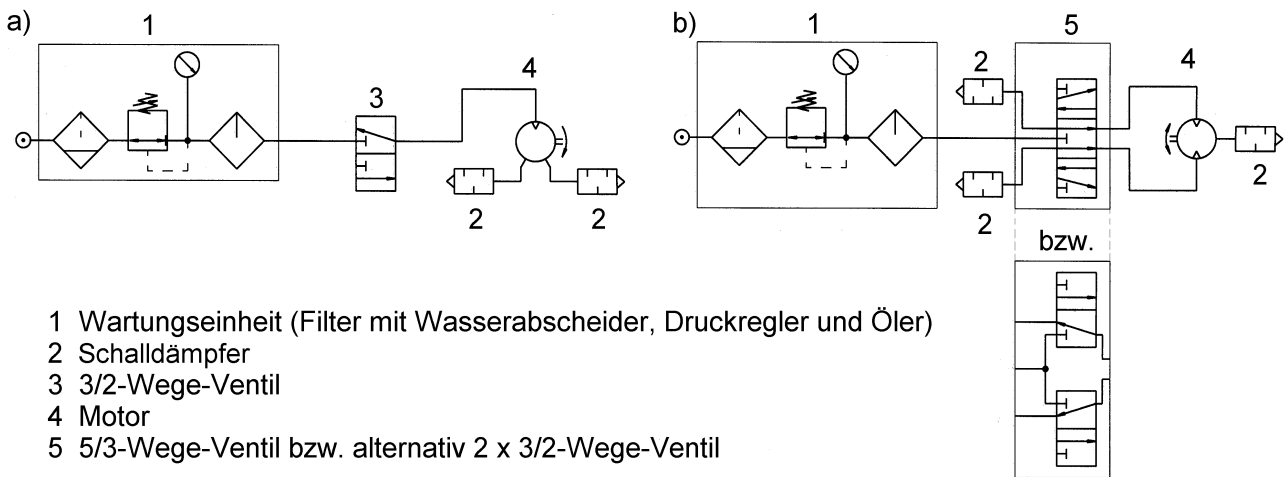 a)
1
3
4
2
2
b)
1
2
2
5
4
2
bzw.
1 Wartungseinheit (Filter mit Wasserabscheider, Druckregler und Öler)
2 Schalldämpfer
3 3/2-Wege-Ventil
4 Motor
5 5/3-Wege-Ventil bzw. alternativ 2 x 3/2-Wege-Ventil